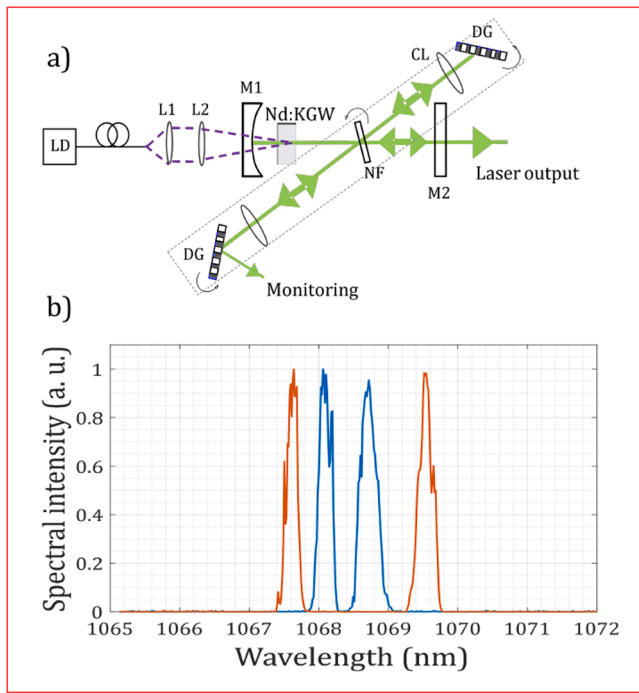 a)
DG
CL
M1
L1 L2
Nd:KGW
LD
NF
M2
Laser output
DG
Monitoring
b)
Spectral intensity (a. u.)
1
0.8
0.6
0.4
0.2
0
1065 1066 1067 1068 1069 1070 1071 1072
Wavelength (nm)